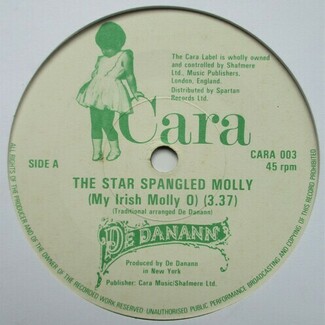 The Cara Label is wholly owned
and controlled by Shafmere
Ltd., Music Publishers,
London, England.
Distributed by Spartan
Records Ltd.
Cara
SIDE A
CARA 003
45 rpm
THE STAR SPANGLED MOLLY
(My Irish Molly O) (3.37)
(Traditional arranged De Danann)
DE DANANN
Produced by De Danann
in New York
Publisher: Cara Music/Shafmere Ltd.
ALL RIGHTS OF THE PRODUCER AND OF THE OWNER OF THE RECORDED WORK RESERVED UNAUTHORISED PUBLIC PERFORMANCE BROADCASTING AND COPYING OF THIS RECORD PROHIBITED